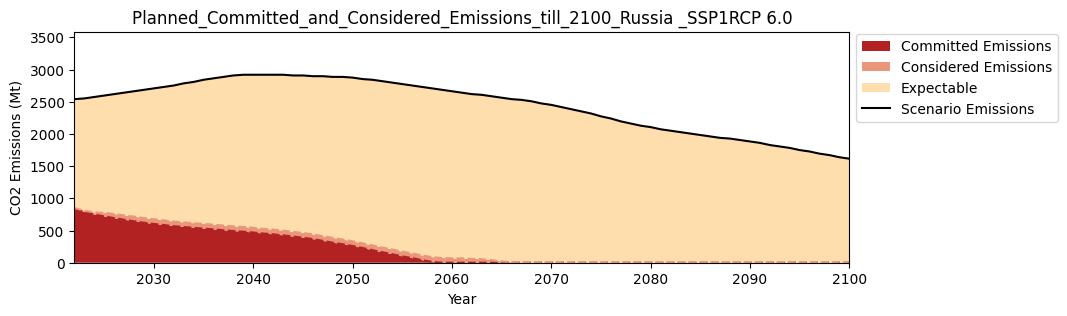 Planned_Committed_and_Considered_Emissions_till_2100_Russia _SSP1RCP 6.0
3500
3000
2500
2000
1500
1000
500
0
CO2 Emissions (Mt)
2030
2040
2050
2060
2070
2080
2090
2100
Year
Committed Emissions
Considered Emissions
Expectable
Scenario Emissions